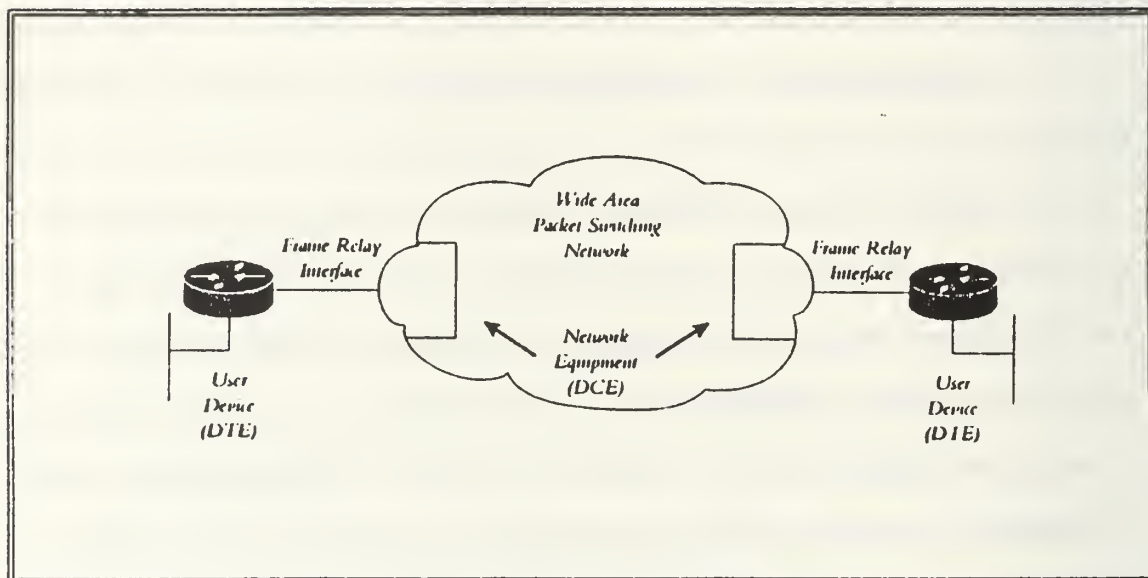 Wide Area
Packet Switching
Network
Frame Relay
Interface
Frame Relay
Interface
Network
Equipment
(DCE)
User
Device
(DTE)
User
Device
(DTE)